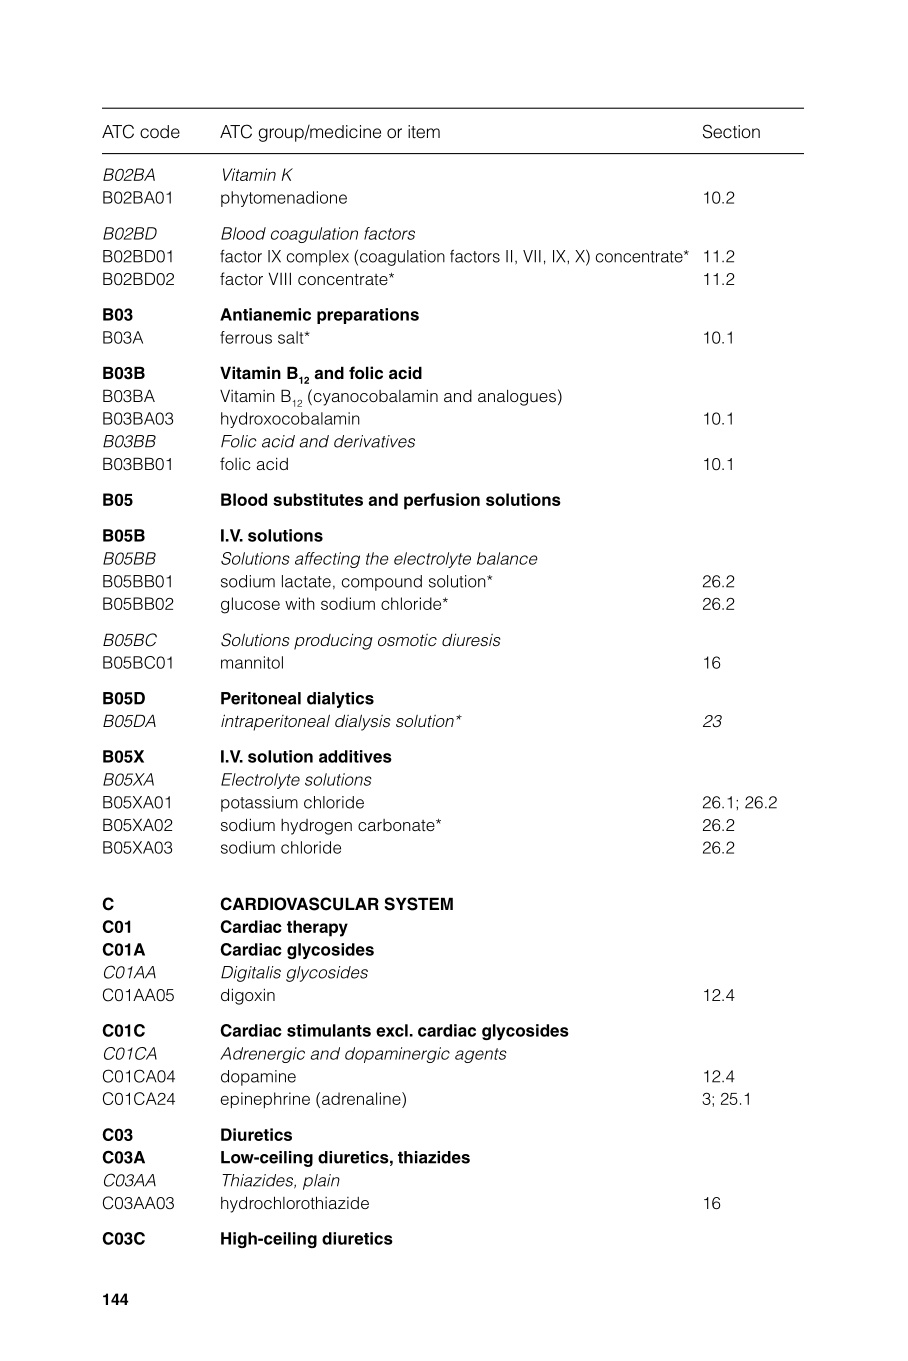 ATC code ATC group/medicine or item Section
B02BA Vitamin K
B02BA01 phytomenadione 10.2
B02BD Blood coagulation factors
B02BD01 factor IX complex (coagulation factors II, VII, IX, X) concentrate* 11.2
B02BD02 factor VIII concentrate* 11.2
B03 Antianemic preparations
B03A ferrous salt* 10.1
B03B Vitamin B12 and folic acid
B03BA Vitamin B12 (cyanocobalamin and analogues)
B03BA03 hydroxocobalamin 10.1
B03BB Folic acid and derivatives
B03BB01 folic acid 10.1
B05 Blood substitutes and perfusion solutions
B05B I.V. solutions
B05BB Solutions affecting the electrolyte balance
B05BB01 sodium lactate, compound solution* 26.2
B05BB02 glucose with sodium chloride* 26.2
B05BC Solutions producing osmotic diuresis
B05BC01 mannitol 16
B05D Peritoneal dialytics
B05DA intraperitoneal dialysis solution* 23
B05X I.V. solution additives
B05XA Electrolyte solutions
B05XA01 potassium chloride 26.1; 26.2
B05XA02 sodium hydrogen carbonate* 26.2
B05XA03 sodium chloride 26.2
C CARDIOVASCULAR SYSTEM
C01 Cardiac therapy
C01A Cardiac glycosides
C01AA Digitalis glycosides
C01AA05 digoxin 12.4
C01C Cardiac stimulants excl. cardiac glycosides
C01CA Adrenergic and dopaminergic agents
C01CA04 dopamine 12.4
C01CA24 epinephrine (adrenaline) 3; 25.1
C03 Diuretics
C03A Low-ceiling diuretics, thiazides
C03AA Thiazides, plain
C03AA03 hydrochlorothiazide 16
C03C High-ceiling diuretics
144